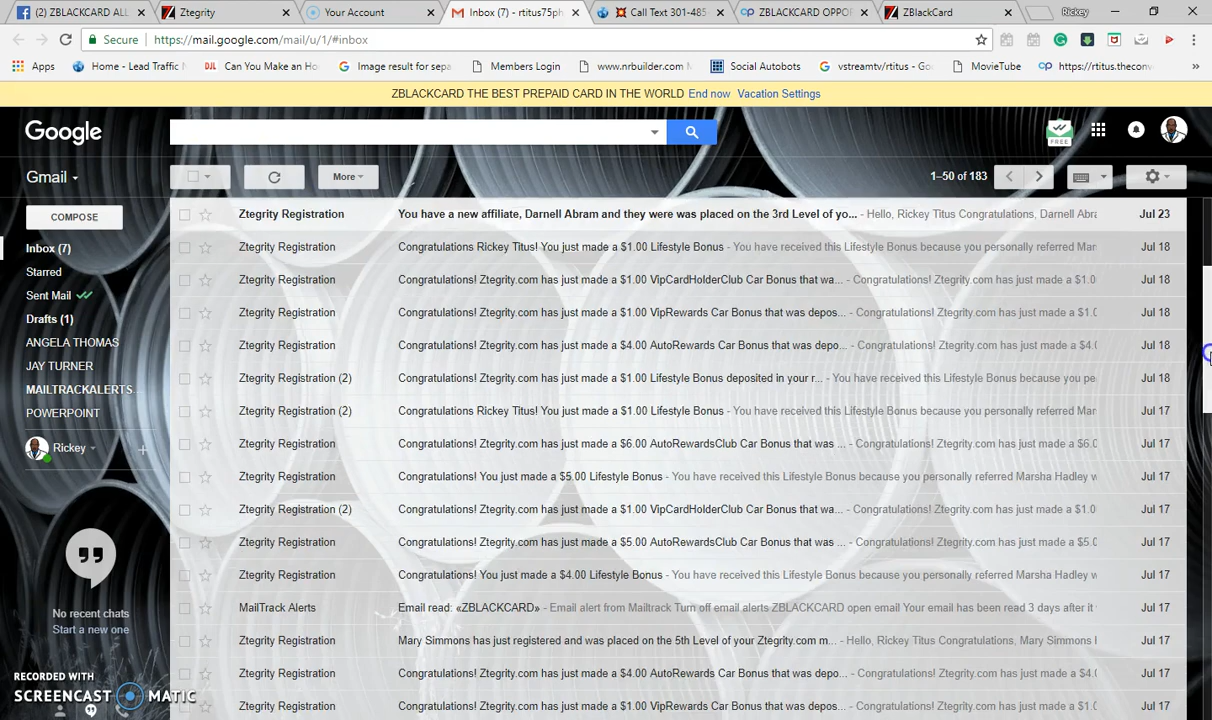 (2) ZBLACKCARD ALL
Ztegrity
Your Account
Inbox (7) - rtitus75ph
Call Text 301-485-
ZBLACKCARD OPPOR
ZBlackCard
Rickey
Secure
https://mail.google.com/mail/u/1/#inbox
Apps
Home - Lead Traffic
DJL
Can You Make an Ho
Image result for sepa
Members Login
www.nrbuilder.com
Social Autobots
vstreamtv/rtitus - Go
MovieTube
https://rtitus.theconv
»
ZBLACKCARD THE BEST PREPAID CARD IN THE WORLD End now Vacation Settings
Google
FREE
Gmail
More
1–50 of 183
COMPOSE
Inbox (7)
Starred
Sent Mail
Drafts (1)
ANGELA THOMAS
JAY TURNER
MAILTRACKALERTS...
POWERPOINT
Rickey
No recent chats
Start a new one
Ztegrity Registration You have a new affiliate, Darnell Abram and they were was placed on the 3rd Level of yo... - Hello, Rickey Titus Congratulations, Darnell Abra Jul 23
Ztegrity Registration Congratulations Rickey Titus! You just made a $1.00 Lifestyle Bonus - You have received this Lifestyle Bonus because you personally referred Mar Jul 18
Ztegrity Registration Congratulations! Ztegrity.com has just made a $1.00 VipCardHolderClub Car Bonus that wa... - Congratulations! Ztegrity.com has just made a $1.0 Jul 18
Ztegrity Registration Congratulations! Ztegrity.com has just made a $1.00 VipRewards Car Bonus that was depos... - Congratulations! Ztegrity.com has just made a $1.0 Jul 18
Ztegrity Registration Congratulations! Ztegrity.com has just made a $4.00 AutoRewards Car Bonus that was depo... - Congratulations! Ztegrity.com has just made a $4.0 Jul 18
Ztegrity Registration (2) Congratulations! Ztegrity.com has just made a $1.00 Lifestyle Bonus deposited in your r... - You have received this Lifestyle Bonus because you pe Jul 18
Ztegrity Registration (2) Congratulations Rickey Titus! You just made a $1.00 Lifestyle Bonus - You have received this Lifestyle Bonus because you personally referred Mar Jul 17
Ztegrity Registration Congratulations! Ztegrity.com has just made a $6.00 AutoRewardsClub Car Bonus that was ... - Congratulations! Ztegrity.com has just made a $6.0 Jul 17
Ztegrity Registration Congratulations! You just made a $5.00 Lifestyle Bonus - You have received this Lifestyle Bonus because you personally referred Marsha Hadley w Jul 17
Ztegrity Registration (2) Congratulations! Ztegrity.com has just made a $1.00 VipCardHolderClub Car Bonus that wa... - Congratulations! Ztegrity.com has just made a $1.0 Jul 17
Ztegrity Registration Congratulations! Ztegrity.com has just made a $5.00 AutoRewardsClub Car Bonus that was ... - Congratulations! Ztegrity.com has just made a $5.0 Jul 17
Ztegrity Registration Congratulations! You just made a $4.00 Lifestyle Bonus - You have received this Lifestyle Bonus because you personally referred Marsha Hadley w Jul 17
MailTrack Alerts Email read: «ZBLACKCARD» - Email alert from Mailtrack Turn off email alerts ZBLACKCARD open email Your email has been read 3 days after it Jul 17
Ztegrity Registration Mary Simmons has just registered and was placed on the 5th Level of your Ztegrity.com m... - Hello, Rickey Titus Congratulations, Mary Simmons Jul 17
Ztegrity Registration Congratulations! Ztegrity.com has just made a $4.00 AutoRewards Car Bonus that was depo... - Congratulations! Ztegrity.com has just made a $4.0 Jul 17
Ztegrity Registration Congratulations! Ztegrity.com has just made a $1.00 VipRewards Car Bonus that was depos... - Congratulations! Ztegrity.com has just made a $1.0 Jul 17
RECORDED WITH
SCREENCAST MATIC